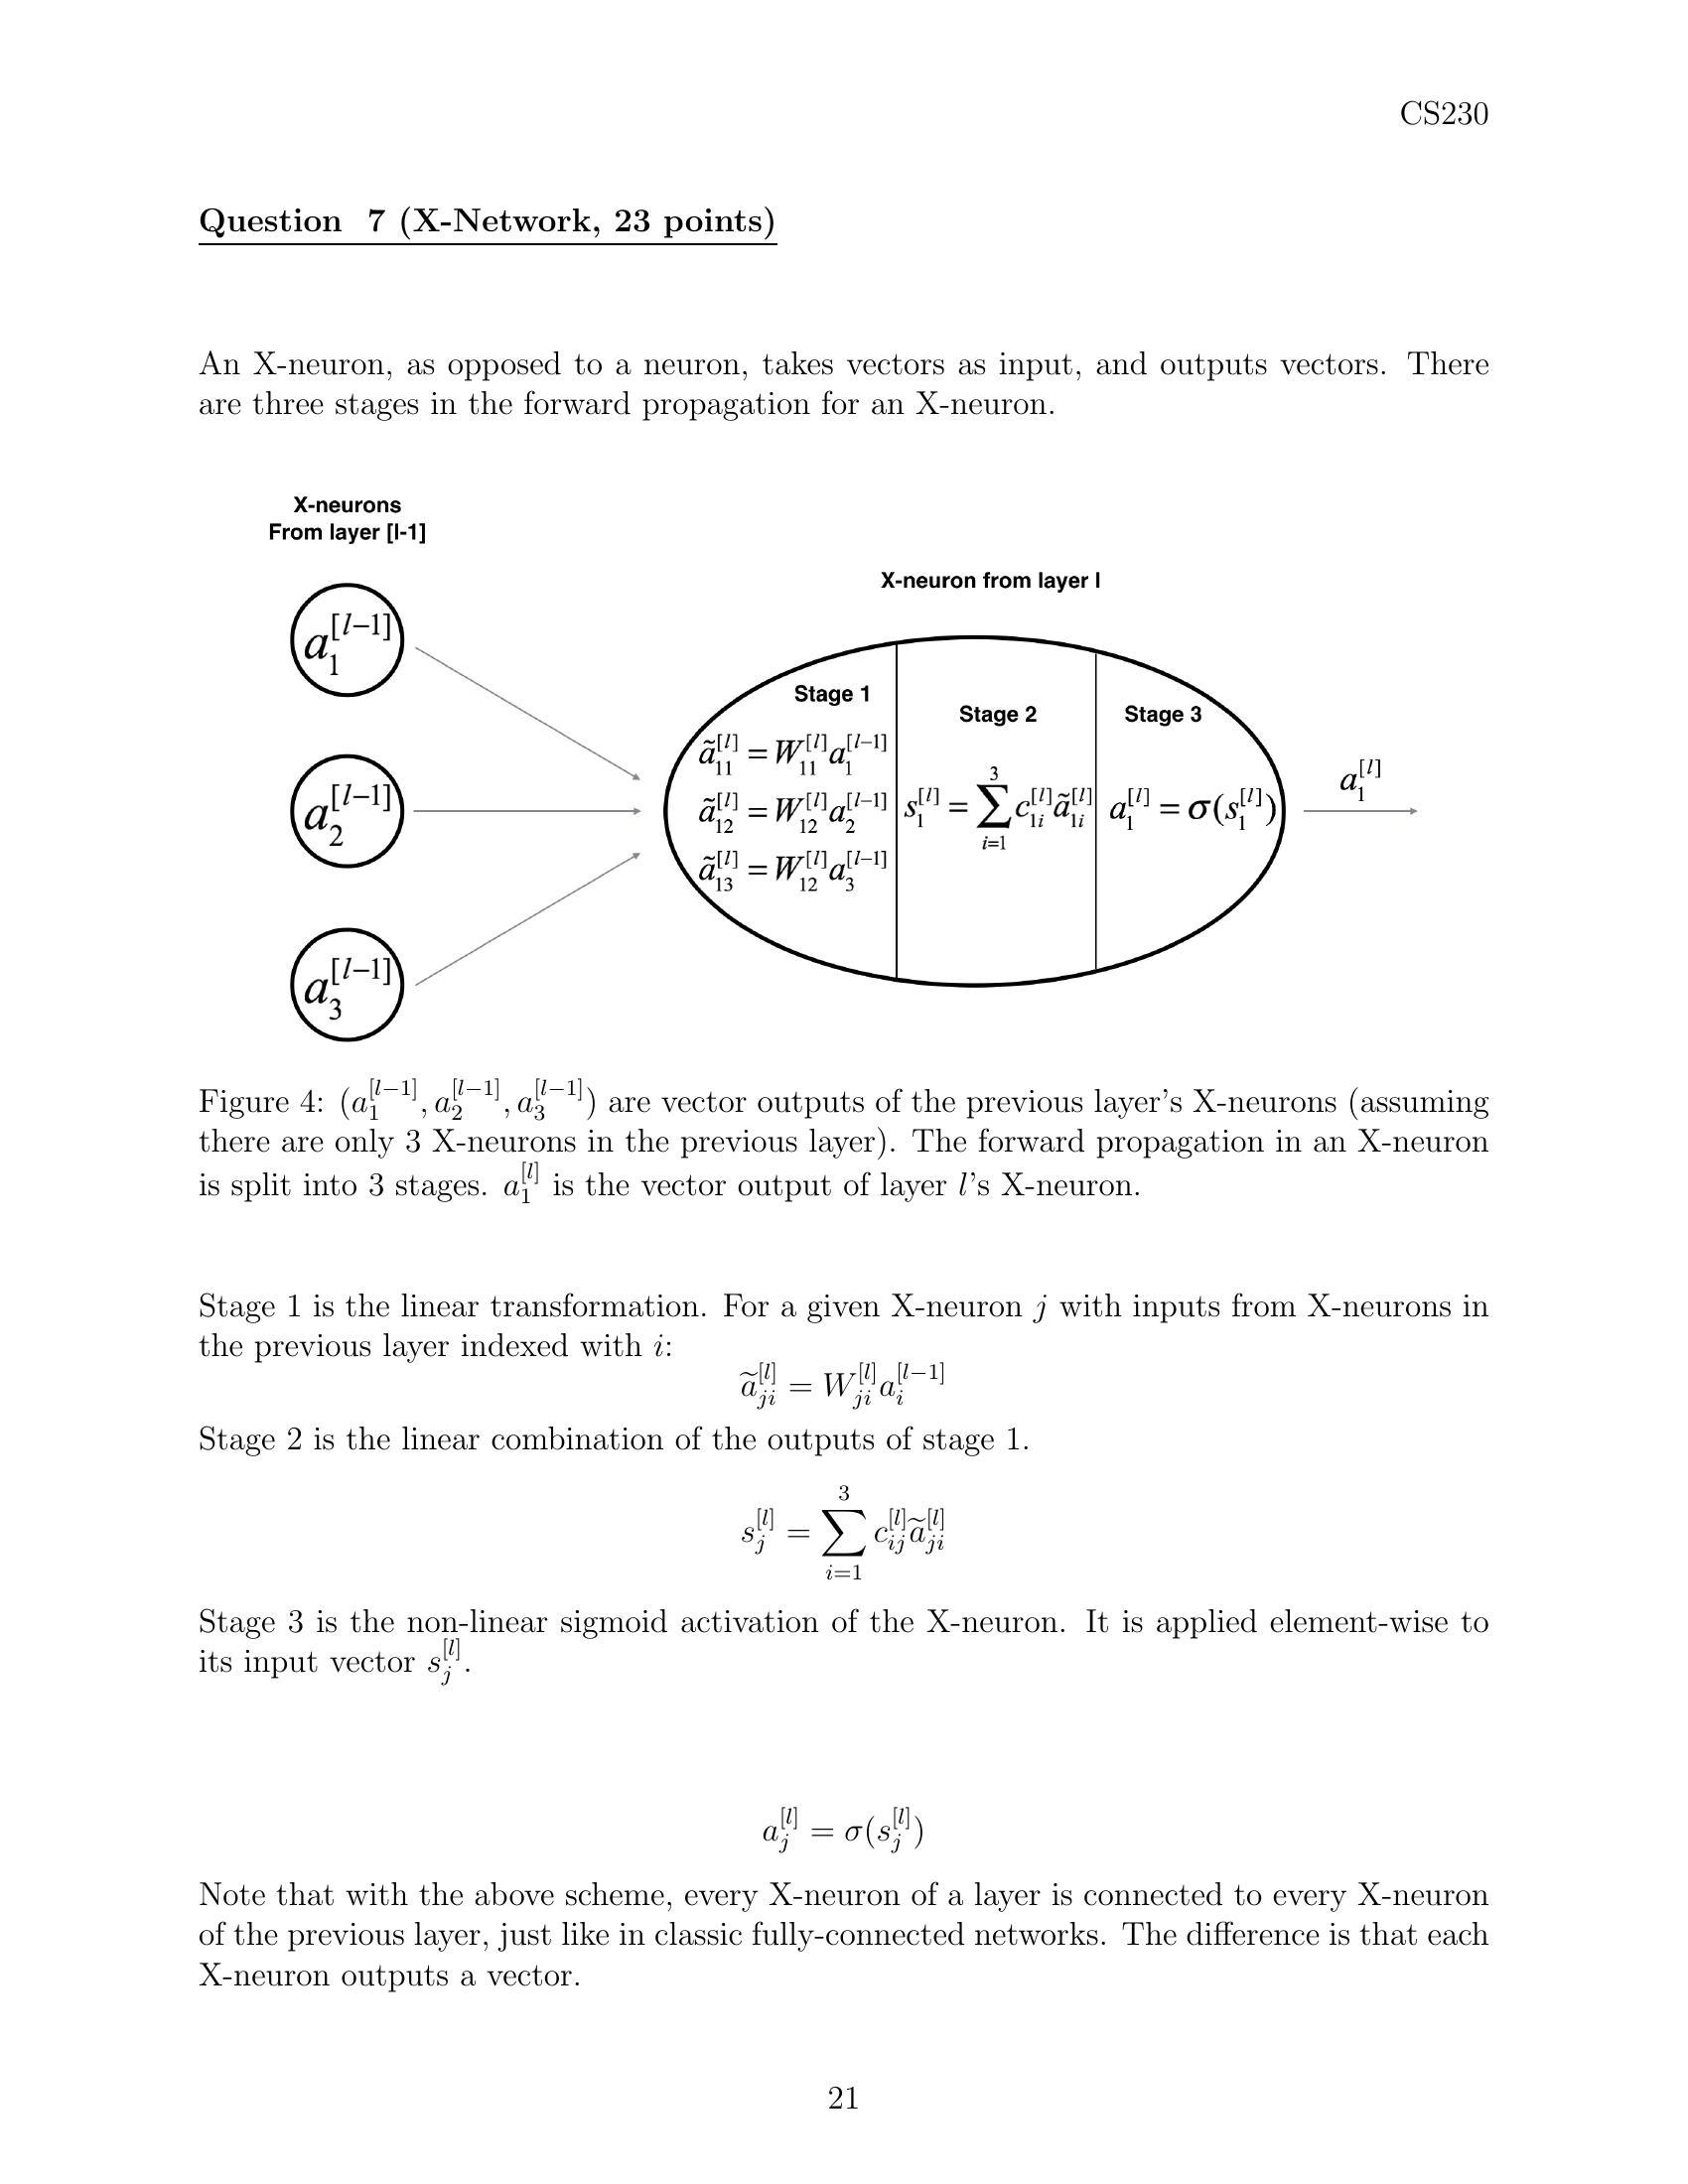 CS230
Question 7 (X-Network, 23 points)
An X-neuron, as opposed to a neuron, takes vectors as input, and outputs vectors. There
are three stages in the forward propagation for an X-neuron.
X-neurons
From layer [l-1]
X-neuron from layer l
a_1^{[l−1]}
a_2^{[l−1]}
a_3^{[l−1]}
Stage 1
ã_{11}^{[l]} = W_{11}^{[l]} a_1^{[l−1]}
ã_{12}^{[l]} = W_{12}^{[l]} a_2^{[l−1]}
ã_{13}^{[l]} = W_{12}^{[l]} a_3^{[l−1]}
Stage 2
s_1^{[l]} = \sum_{i=1}^{3} c_{1i}^{[l]} ã_{1i}^{[l]}
Stage 3
a_1^{[l]} = σ(s_1^{[l]})
a_1^{[l]}
Figure 4: (a_1^{[l−1]}, a_2^{[l−1]}, a_3^{[l−1]}) are vector outputs of the previous layer's X-neurons (assuming
there are only 3 X-neurons in the previous layer). The forward propagation in an X-neuron
is split into 3 stages. a_1^{[l]} is the vector output of layer l's X-neuron.
Stage 1 is the linear transformation. For a given X-neuron j with inputs from X-neurons in
the previous layer indexed with i:
ã_{ji}^{[l]} = W_{ji}^{[l]} a_i^{[l−1]}
Stage 2 is the linear combination of the outputs of stage 1.
s_j^{[l]} = \sum_{i=1}^{3} c_{ij}^{[l]} ã_{ji}^{[l]}
Stage 3 is the non-linear sigmoid activation of the X-neuron. It is applied element-wise to
its input vector s_j^{[l]}.
a_j^{[l]} = σ(s_j^{[l]})
Note that with the above scheme, every X-neuron of a layer is connected to every X-neuron
of the previous layer, just like in classic fully-connected networks. The difference is that each
X-neuron outputs a vector.
21